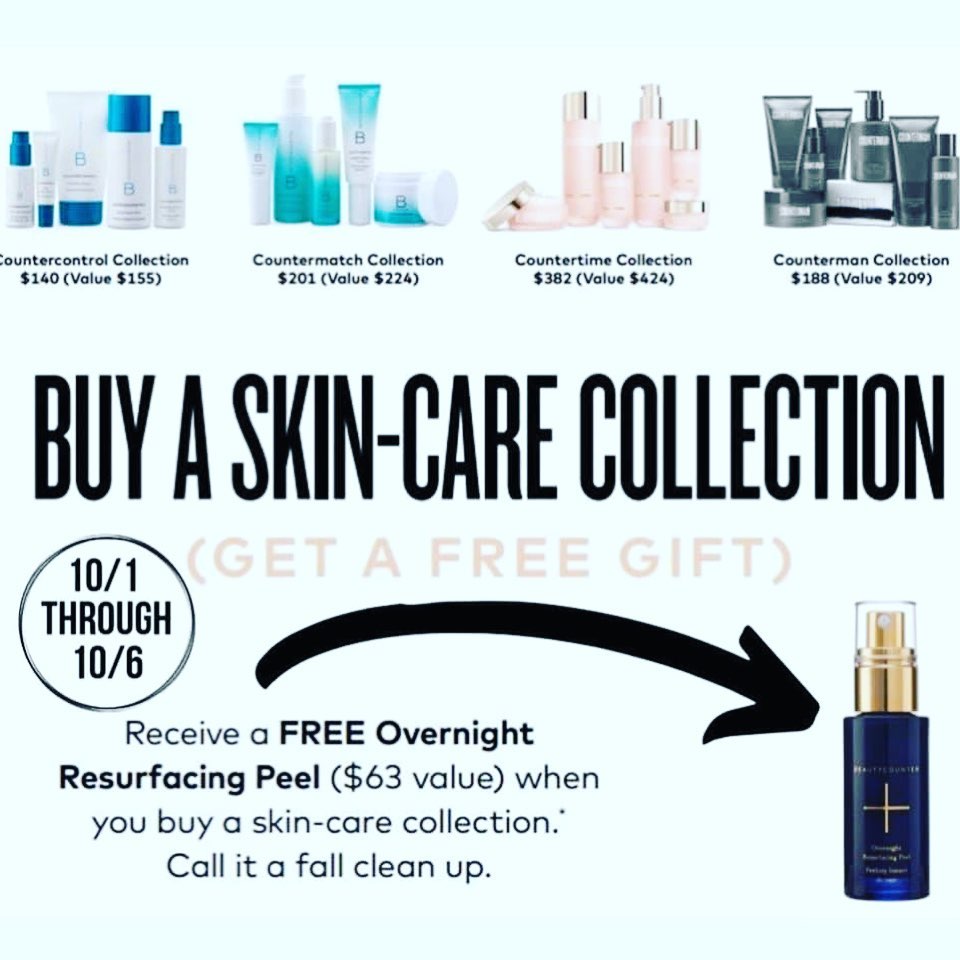 B
B
B
B
B
COUNTERMAN
Countercontrol Collection
$140 (Value $155)
Countermatch Collection
$201 (Value $224)
Countertime Collection
$382 (Value $424)
Counterman Collection
$188 (Value $209)
BUY A SKIN-CARE COLLECTION
(GET A FREE GIFT)
10/1
THROUGH
10/6
Receive a FREE Overnight
Resurfacing Peel ($63 value) when
you buy a skin-care collection.*
Call it a fall clean up.
BEAUTYCOUNTER
Overnight
Resurfacing Peel